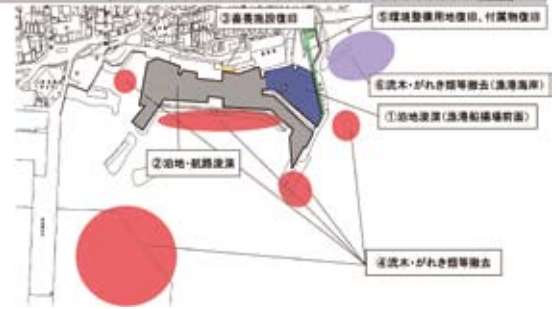 ③畜養施設復旧
⑤環境整備用地復旧、付属物復旧
⑥流木・がれき類等撤去(漁港海岸)
①泊地浚渫(漁港船揚場前面)
②泊地・航路浚渫
④流木・がれき類等撤去